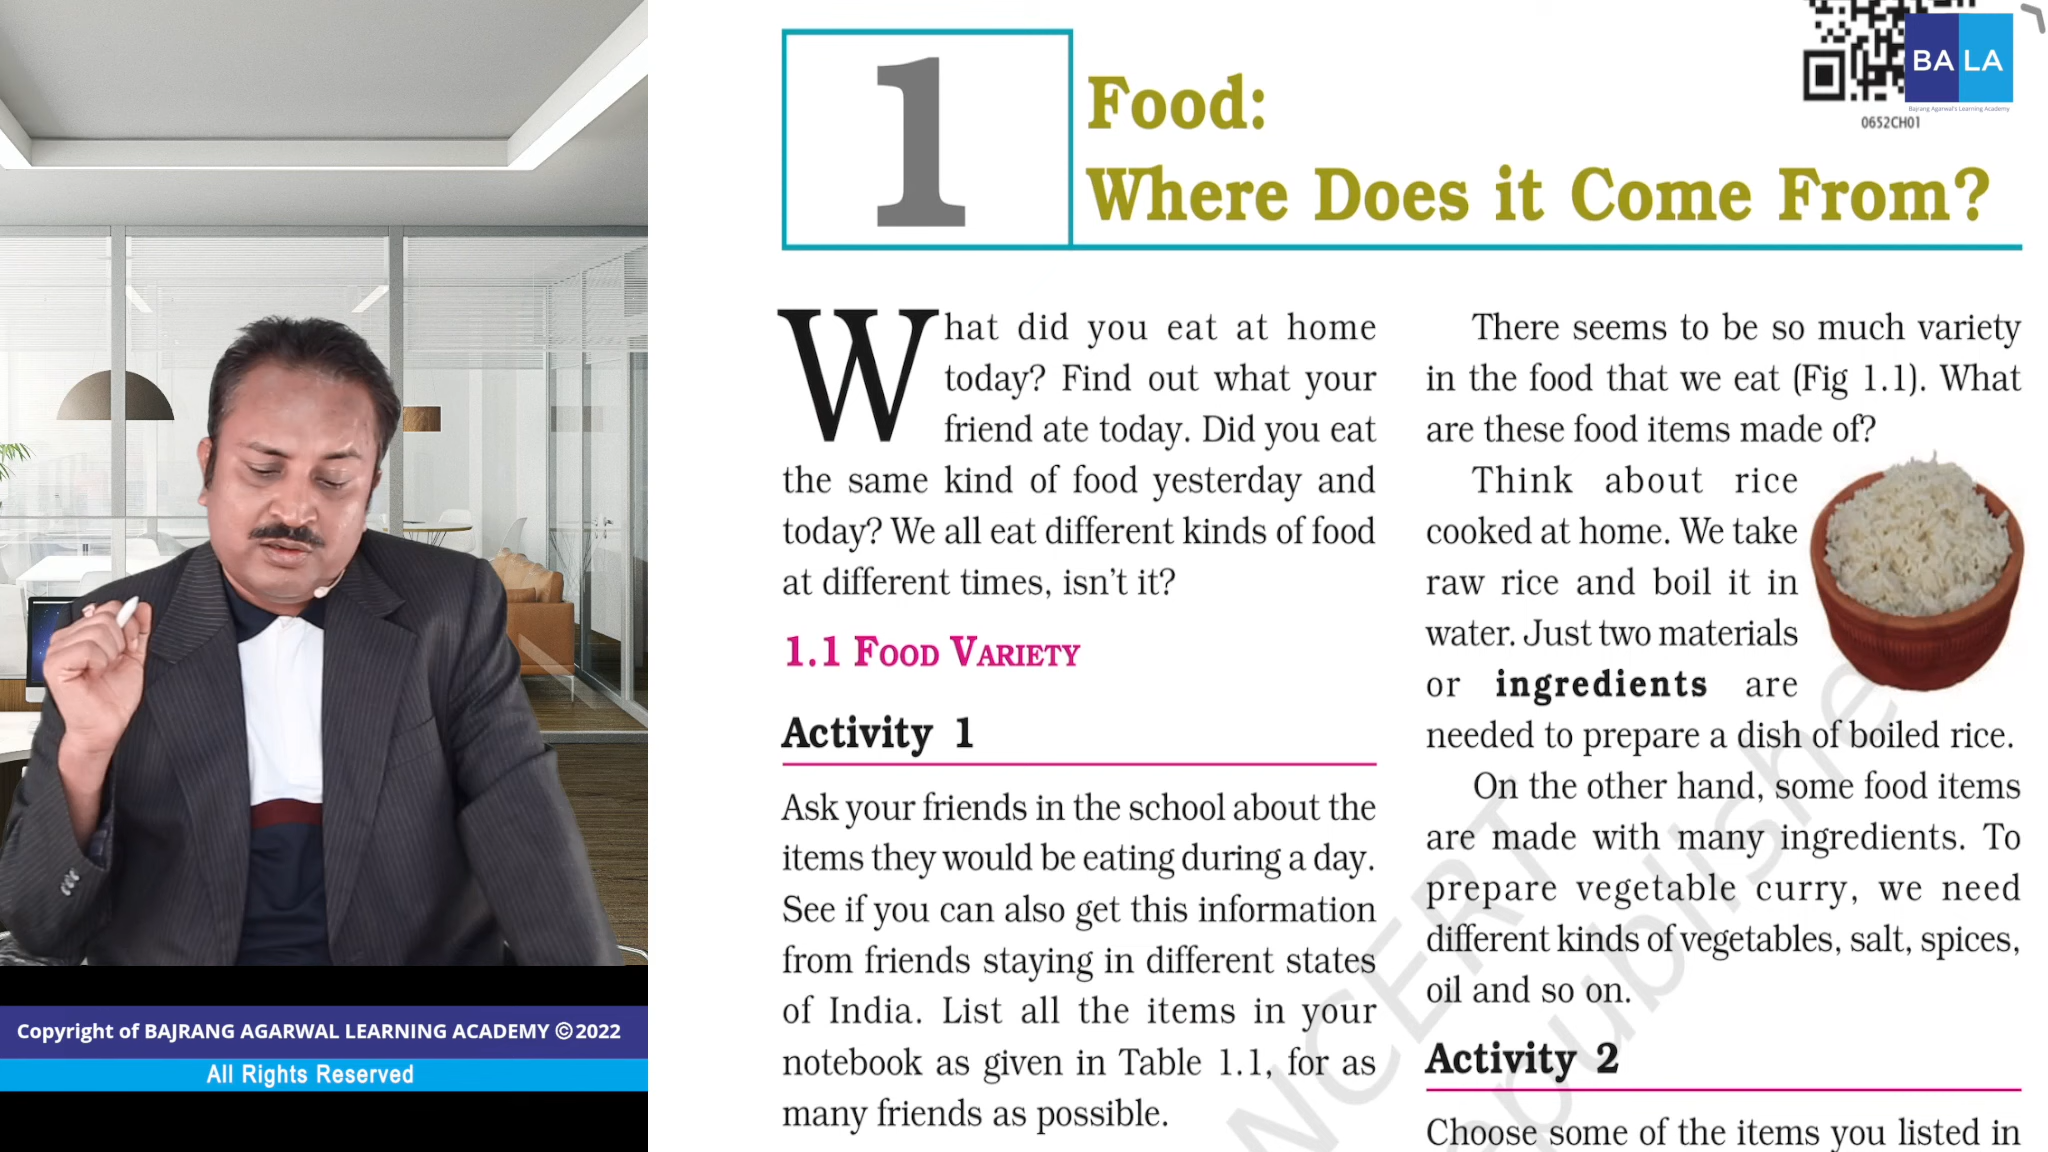 1
Food:
Where Does it Come From?
BA LA
Bajrang Agarwal's Learning Academy
0652CH01
What did you eat at home
today? Find out what your
friend ate today. Did you eat
the same kind of food yesterday and
today? We all eat different kinds of food
at different times, isn't it?
1.1 FOOD VARIETY
Activity 1
Ask your friends in the school about the
items they would be eating during a day.
See if you can also get this information
from friends staying in different states
of India. List all the items in your
notebook as given in Table 1.1, for as
many friends as possible.
There seems to be so much variety
in the food that we eat (Fig 1.1). What
are these food items made of?
Think about rice
cooked at home. We take
raw rice and boil it in
water. Just two materials
or ingredients are
needed to prepare a dish of boiled rice.
On the other hand, some food items
are made with many ingredients. To
prepare vegetable curry, we need
different kinds of vegetables, salt, spices,
oil and so on.
Activity 2
Choose some of the items you listed in
NCERT
Copyright of BAJRANG AGARWAL LEARNING ACADEMY ©2022
All Rights Reserved